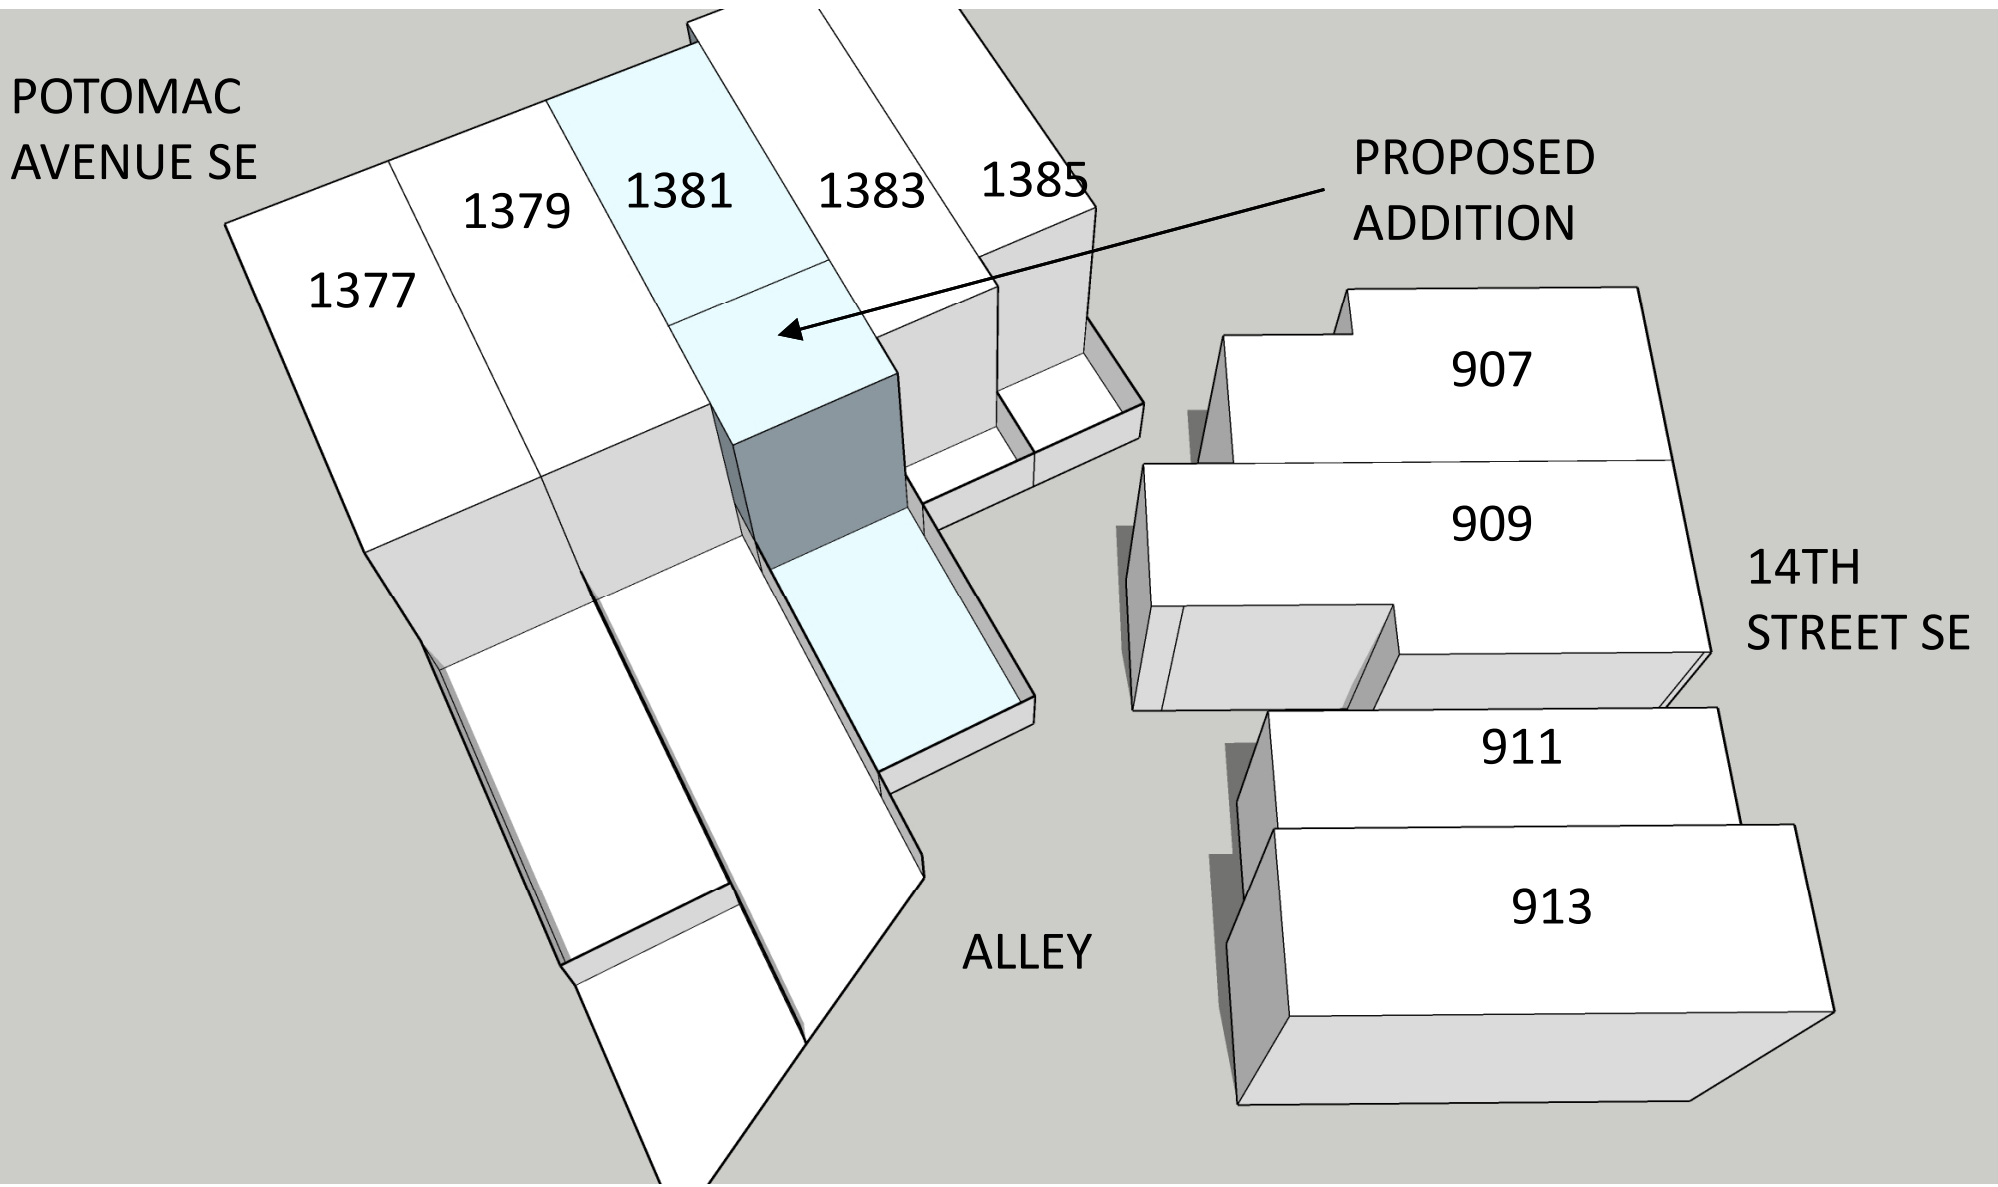 POTOMAC
AVENUE SE
1377
1379
1381
1383
1385
PROPOSED
ADDITION
907
909
14TH
STREET SE
911
913
ALLEY